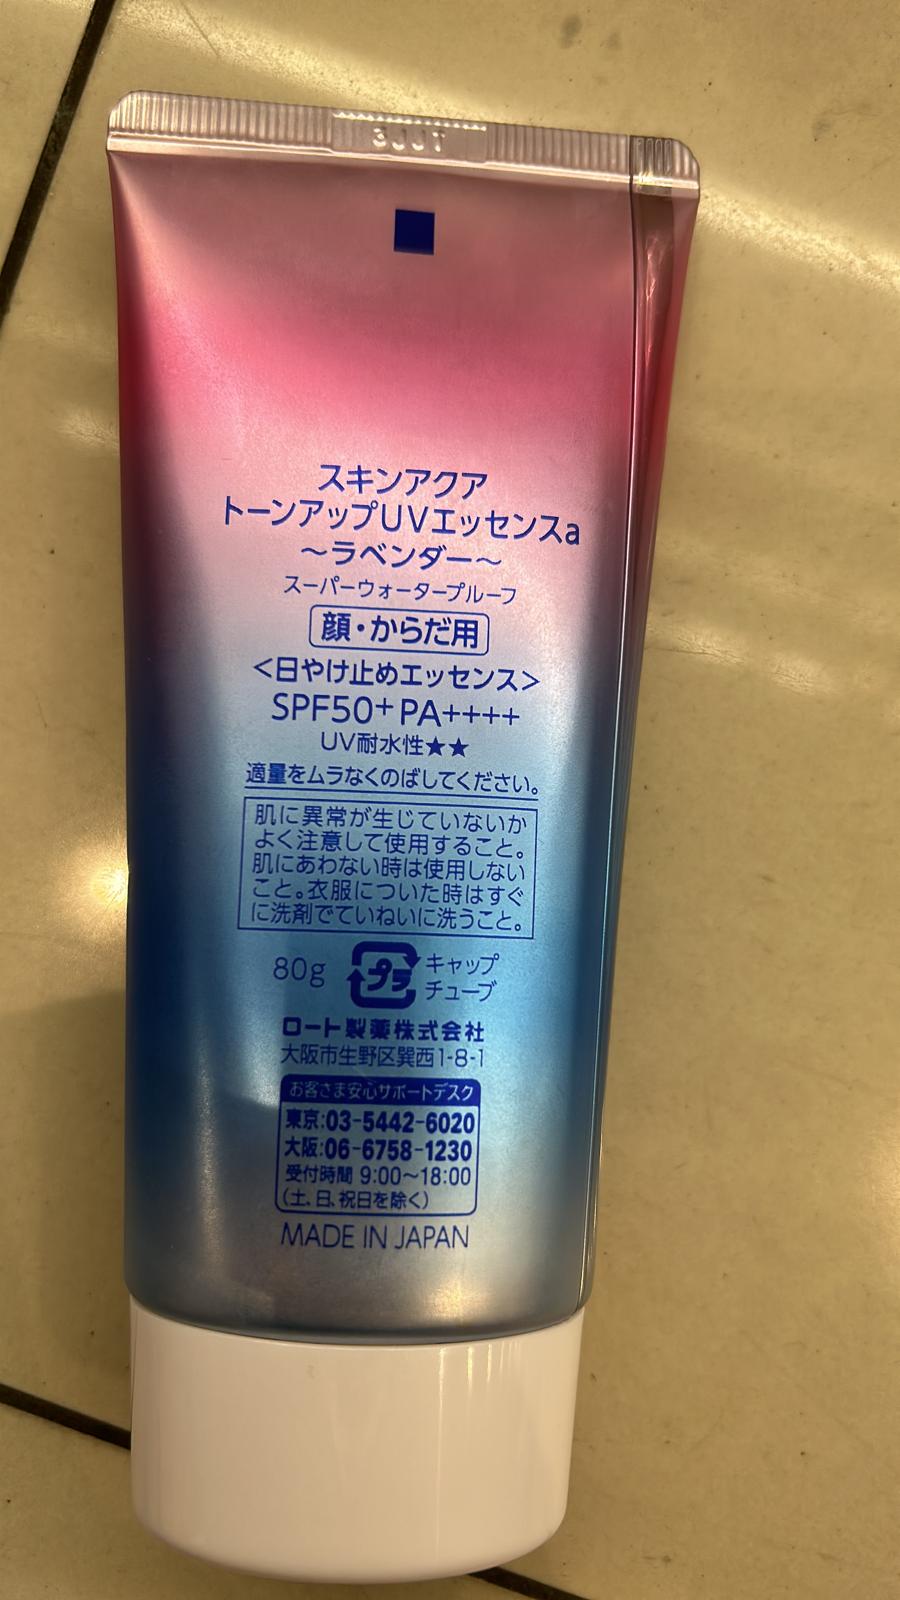 3JJT
スキンアクア
トーンアップUVエッセンスa
～ラベンダー～
スーパーウォータープルーフ
顔・からだ用
<日やけ止めエッセンス>
SPF50+ PA++++
UV耐水性★★
適量をムラなくのばしてください。
肌に異常が生じていないか
よく注意して使用すること。
肌にあわない時は使用しない
こと。衣服についた時はすぐ
に洗剤でていねいに洗うこと。
80g プラ キャップ
チューブ
ロート製薬株式会社
大阪市生野区巽西1-8-1
お客さま安心サポートデスク
東京:03-5442-6020
大阪:06-6758-1230
受付時間 9:00～18:00
(土、日、祝日を除く)
MADE IN JAPAN